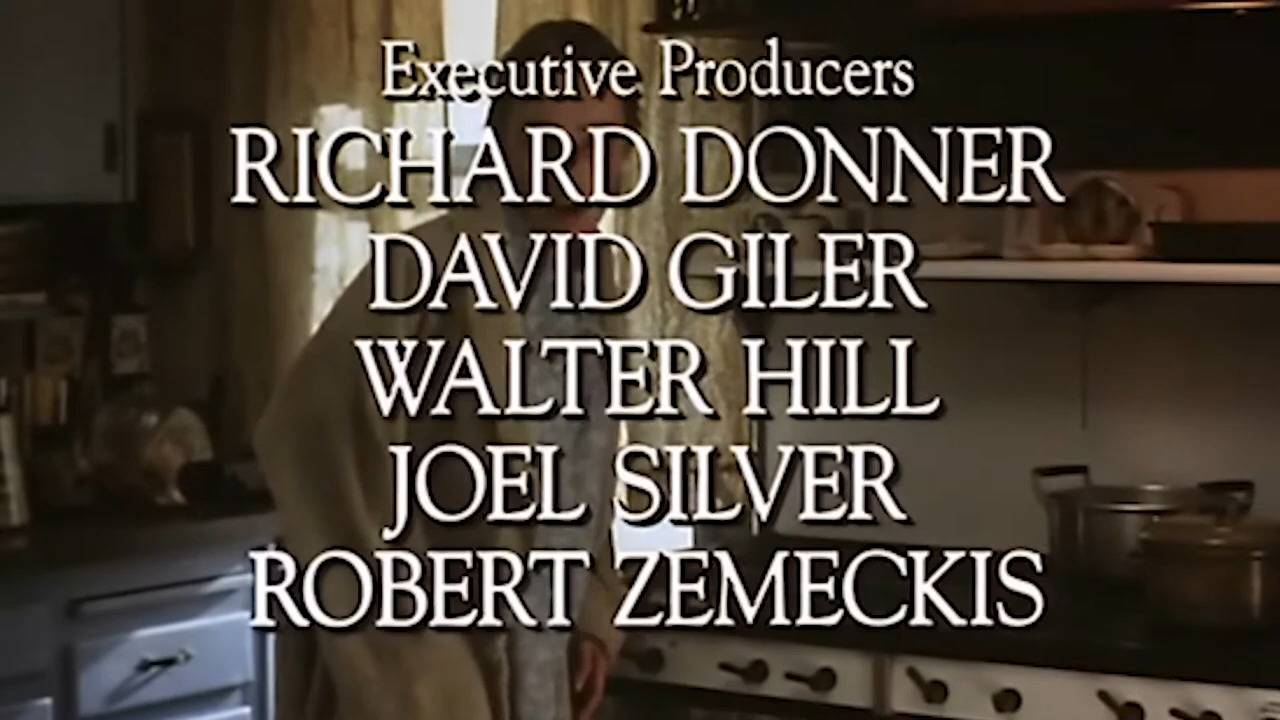 Executive Producers
RICHARD DONNER
DAVID GILER
WALTER HILL
JOEL SILVER
ROBERT ZEMECKIS